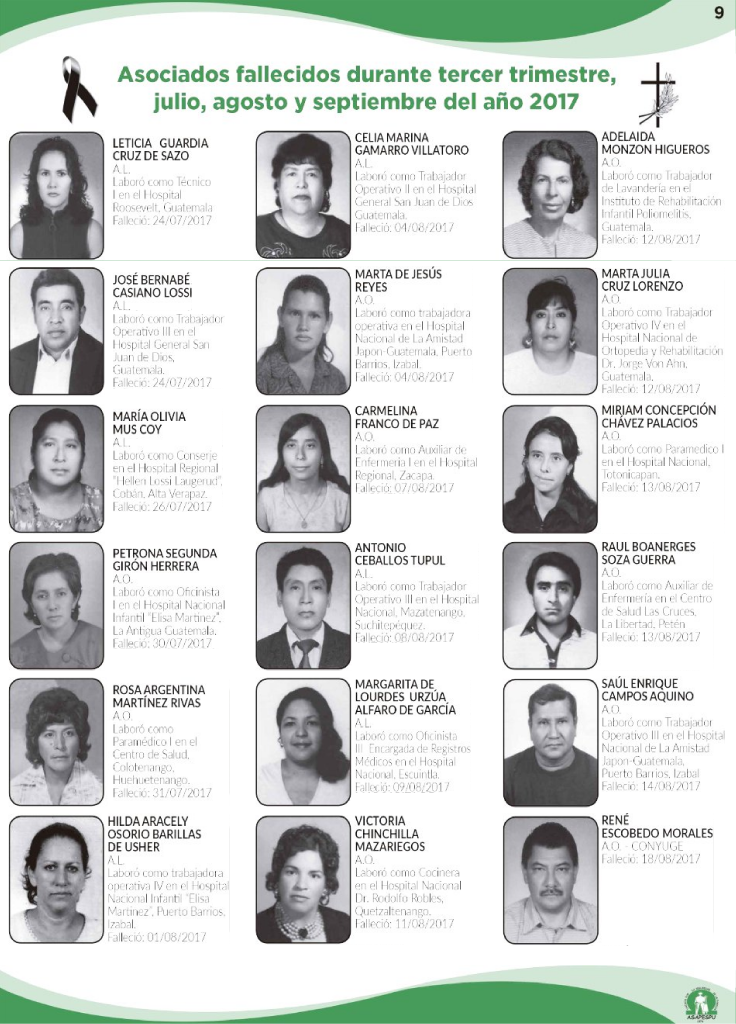 9
Asociados fallecidos durante tercer trimestre,
julio, agosto y septiembre del año 2017
LETICIA GUARDIA
CRUZ DE SAZO
A.L.
Laboró como Técnico
I en el Hospital
Roosevelt, Guatemala
Falleció: 24/07/2017
JOSÉ BERNABÉ
CASIANO LOSSI
A.L.
Laboró como Trabajador
Operativo III en el
Hospital General San
Juan de Dios,
Guatemala.
Falleció: 24/07/2017
MARÍA OLIVIA
MUS COY
A.L.
Laboró como Conserje
en el Hospital Regional
"Hellen Lossi Laugerud",
Cobán, Alta Verapaz.
Falleció: 26/07/2017
PETRONA SEGUNDA
GIRÓN HERRERA
A.O.
Laboró como Oficinista
I en el Hospital Nacional
Infantil "Elisa Martínez",
La Antigua Guatemala.
Falleció: 30/07/2017
ROSA ARGENTINA
MARTÍNEZ RIVAS
A.O.
Laboró como
Paramédico I en el
Centro de Salud,
Colotenango,
Huehuetenango.
Falleció: 31/07/2017
HILDA ARACELY
OSORIO BARILLAS
DE USHER
A.L.
Laboró como trabajadora
operativa IV en el Hospital
Nacional Infantil "Elisa
Martínez", Puerto Barrios,
Izabal.
Falleció: 01/08/2017
CELIA MARINA
GAMARRO VILLATORO
A.L.
Laboró como Trabajador
Operativo II en el Hospital
General San Juan de Dios
Guatemala.
Falleció: 04/08/2017
MARTA DE JESÚS
REYES
A.O.
Laboró como trabajadora
operativa en el Hospital
Nacional de La Amistad
Japon-Guatemala, Puerto
Barrios, Izabal.
Falleció: 04/08/2017
CARMELINA
FRANCO DE PAZ
A.O.
Laboró como Auxiliar de
Enfermería I en el Hospital
Regional, Zacapa.
Falleció: 07/08/2017
ANTONIO
CEBALLOS TUPUL
A.L.
Laboró como Trabajador
Operativo III en el Hospital
Nacional, Mazatenango,
Suchitepéquez.
Falleció: 08/08/2017
MARGARITA DE
LOURDES URZÚA
ALFARO DE GARCÍA
A.L.
Laboró como Oficinista
III Encargada de Registros
Médicos en el Hospital
Nacional, Escuintla.
Falleció: 09/08/2017
VICTORIA
CHINCHILLA
MAZARIEGOS
A.O.
Laboró como Cocinera
en el Hospital Nacional
Dr. Rodolfo Robles,
Quetzaltenango.
Falleció: 11/08/2017
ADELAIDA
MONZON HIGUEROS
A.O.
Laboró como Trabajador
de Lavandería en el
Instituto de Rehabilitación
Infantil Poliomelitis,
Guatemala.
Falleció: 12/08/2017
MARTA JULIA
CRUZ LORENZO
A.O.
Laboró como Trabajador
Operativo IV en el
Hospital Nacional de
Ortopedia y Rehabilitación
Dr. Jorge Von Ahn,
Guatemala.
Falleció: 12/08/2017
MIRIAM CONCEPCIÓN
CHÁVEZ PALACIOS
A.O.
Laboró como Paramedico I
en el Hospital Nacional,
Totonicapan.
Falleció: 13/08/2017
RAUL BOANERGES
SOZA GUERRA
A.O.
Laboró como Auxiliar de
Enfermería en el Centro
de Salud Las Cruces,
La Libertad, Petén
Falleció: 13/08/2017
SAÚL ENRIQUE
CAMPOS AQUINO
A.O.
Laboró como Trabajador
Operativo III en el Hospital
Nacional de La Amistad
Japon-Guatemala,
Puerto Barrios, Izabal
Falleció: 14/08/2017
RENÉ
ESCOBEDO MORALES
A.O. - CONYUGE
Falleció: 18/08/2017